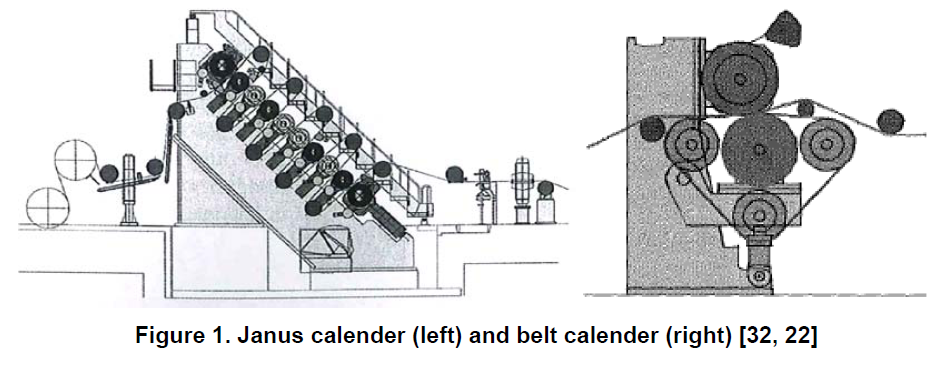 Figure 1. Janus calender (left) and belt calender (right) [32, 22]